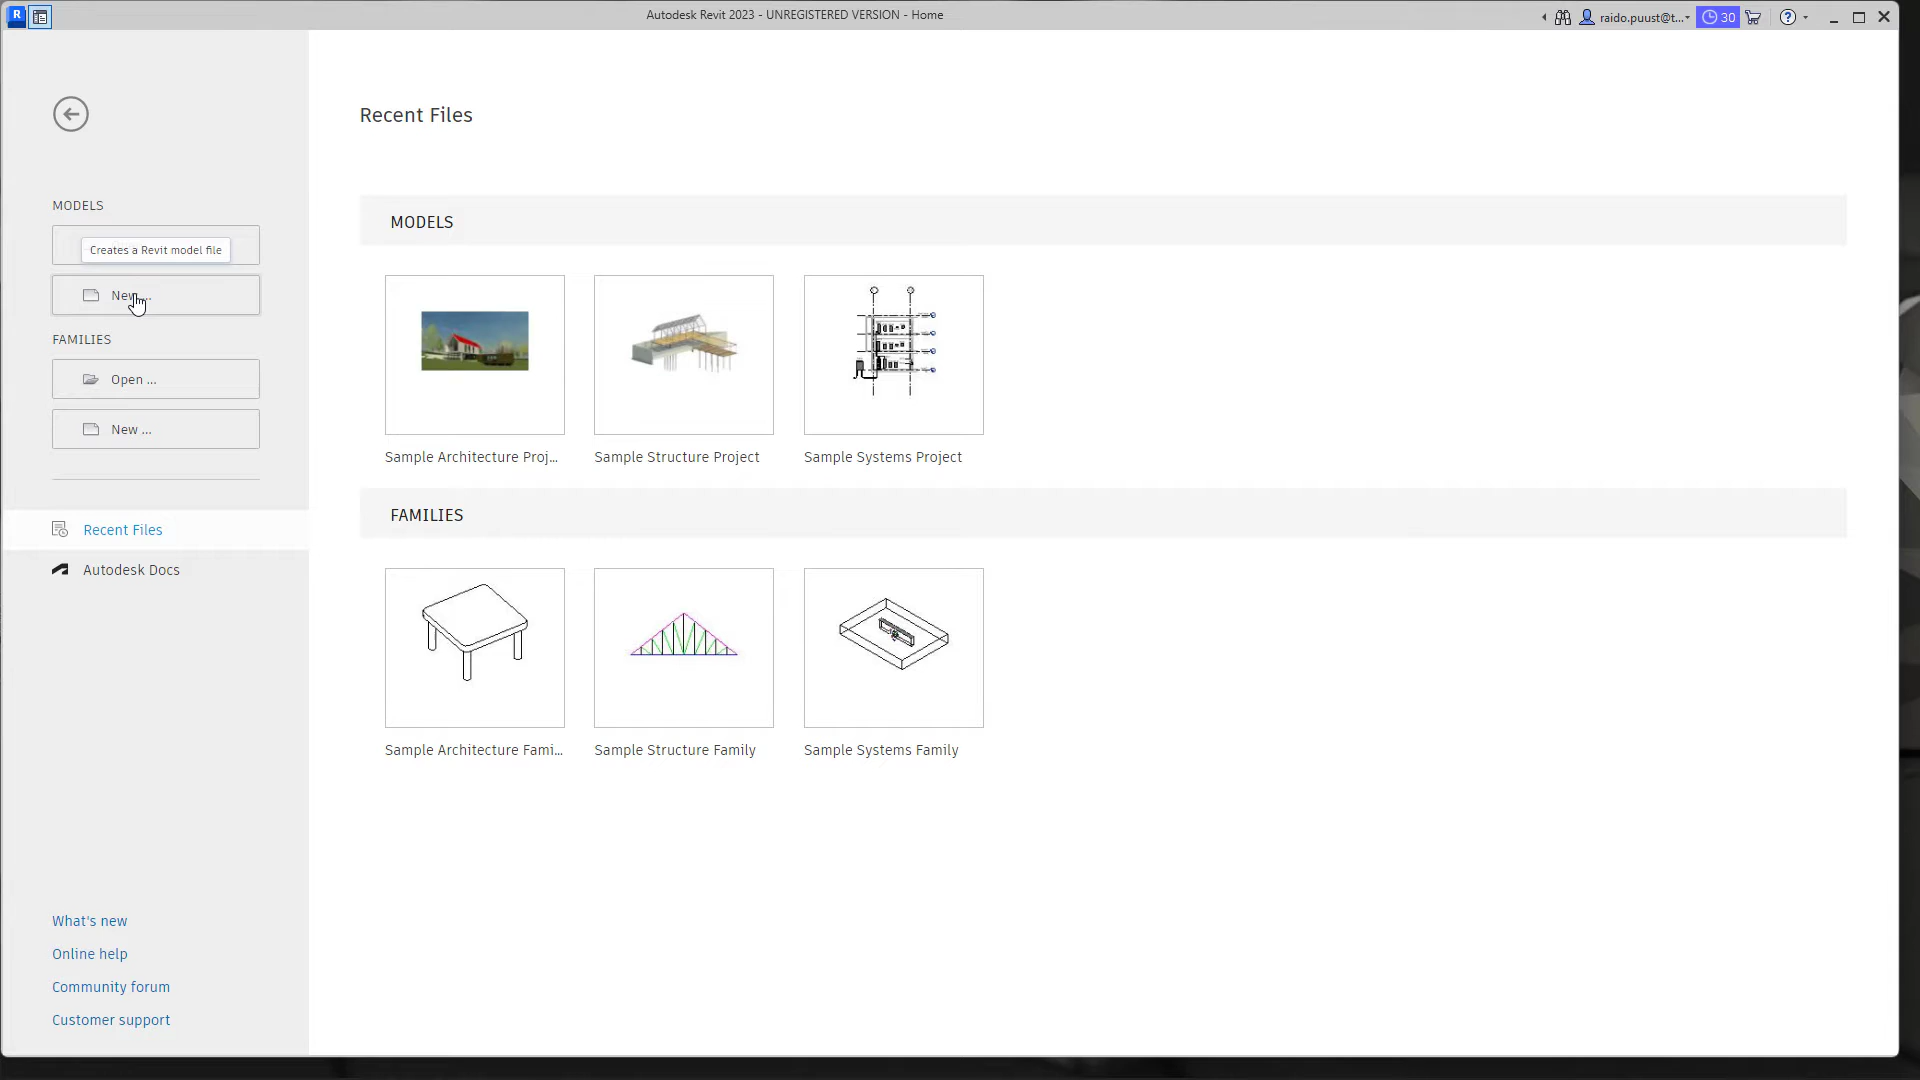 R
Autodesk Revit 2023 - UNREGISTERED VERSION - Home
raido.puust@t...
30
?
Recent Files
MODELS
Creates a Revit model file
New ...
FAMILIES
Open ...
New ...
Recent Files
Autodesk Docs
What's new
Online help
Community forum
Customer support
MODELS
Sample Architecture Proj...
Sample Structure Project
Sample Systems Project
FAMILIES
Sample Architecture Fami...
Sample Structure Family
Sample Systems Family